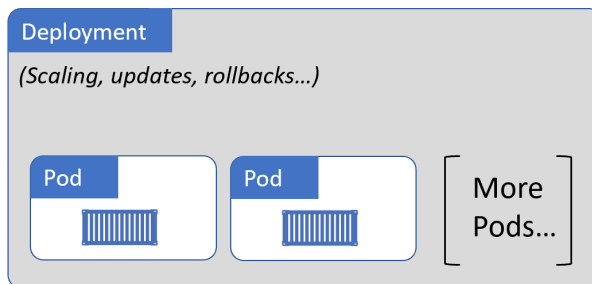 Deployment
(Scaling, updates, rollbacks...)
Pod
Pod
More
Pods...